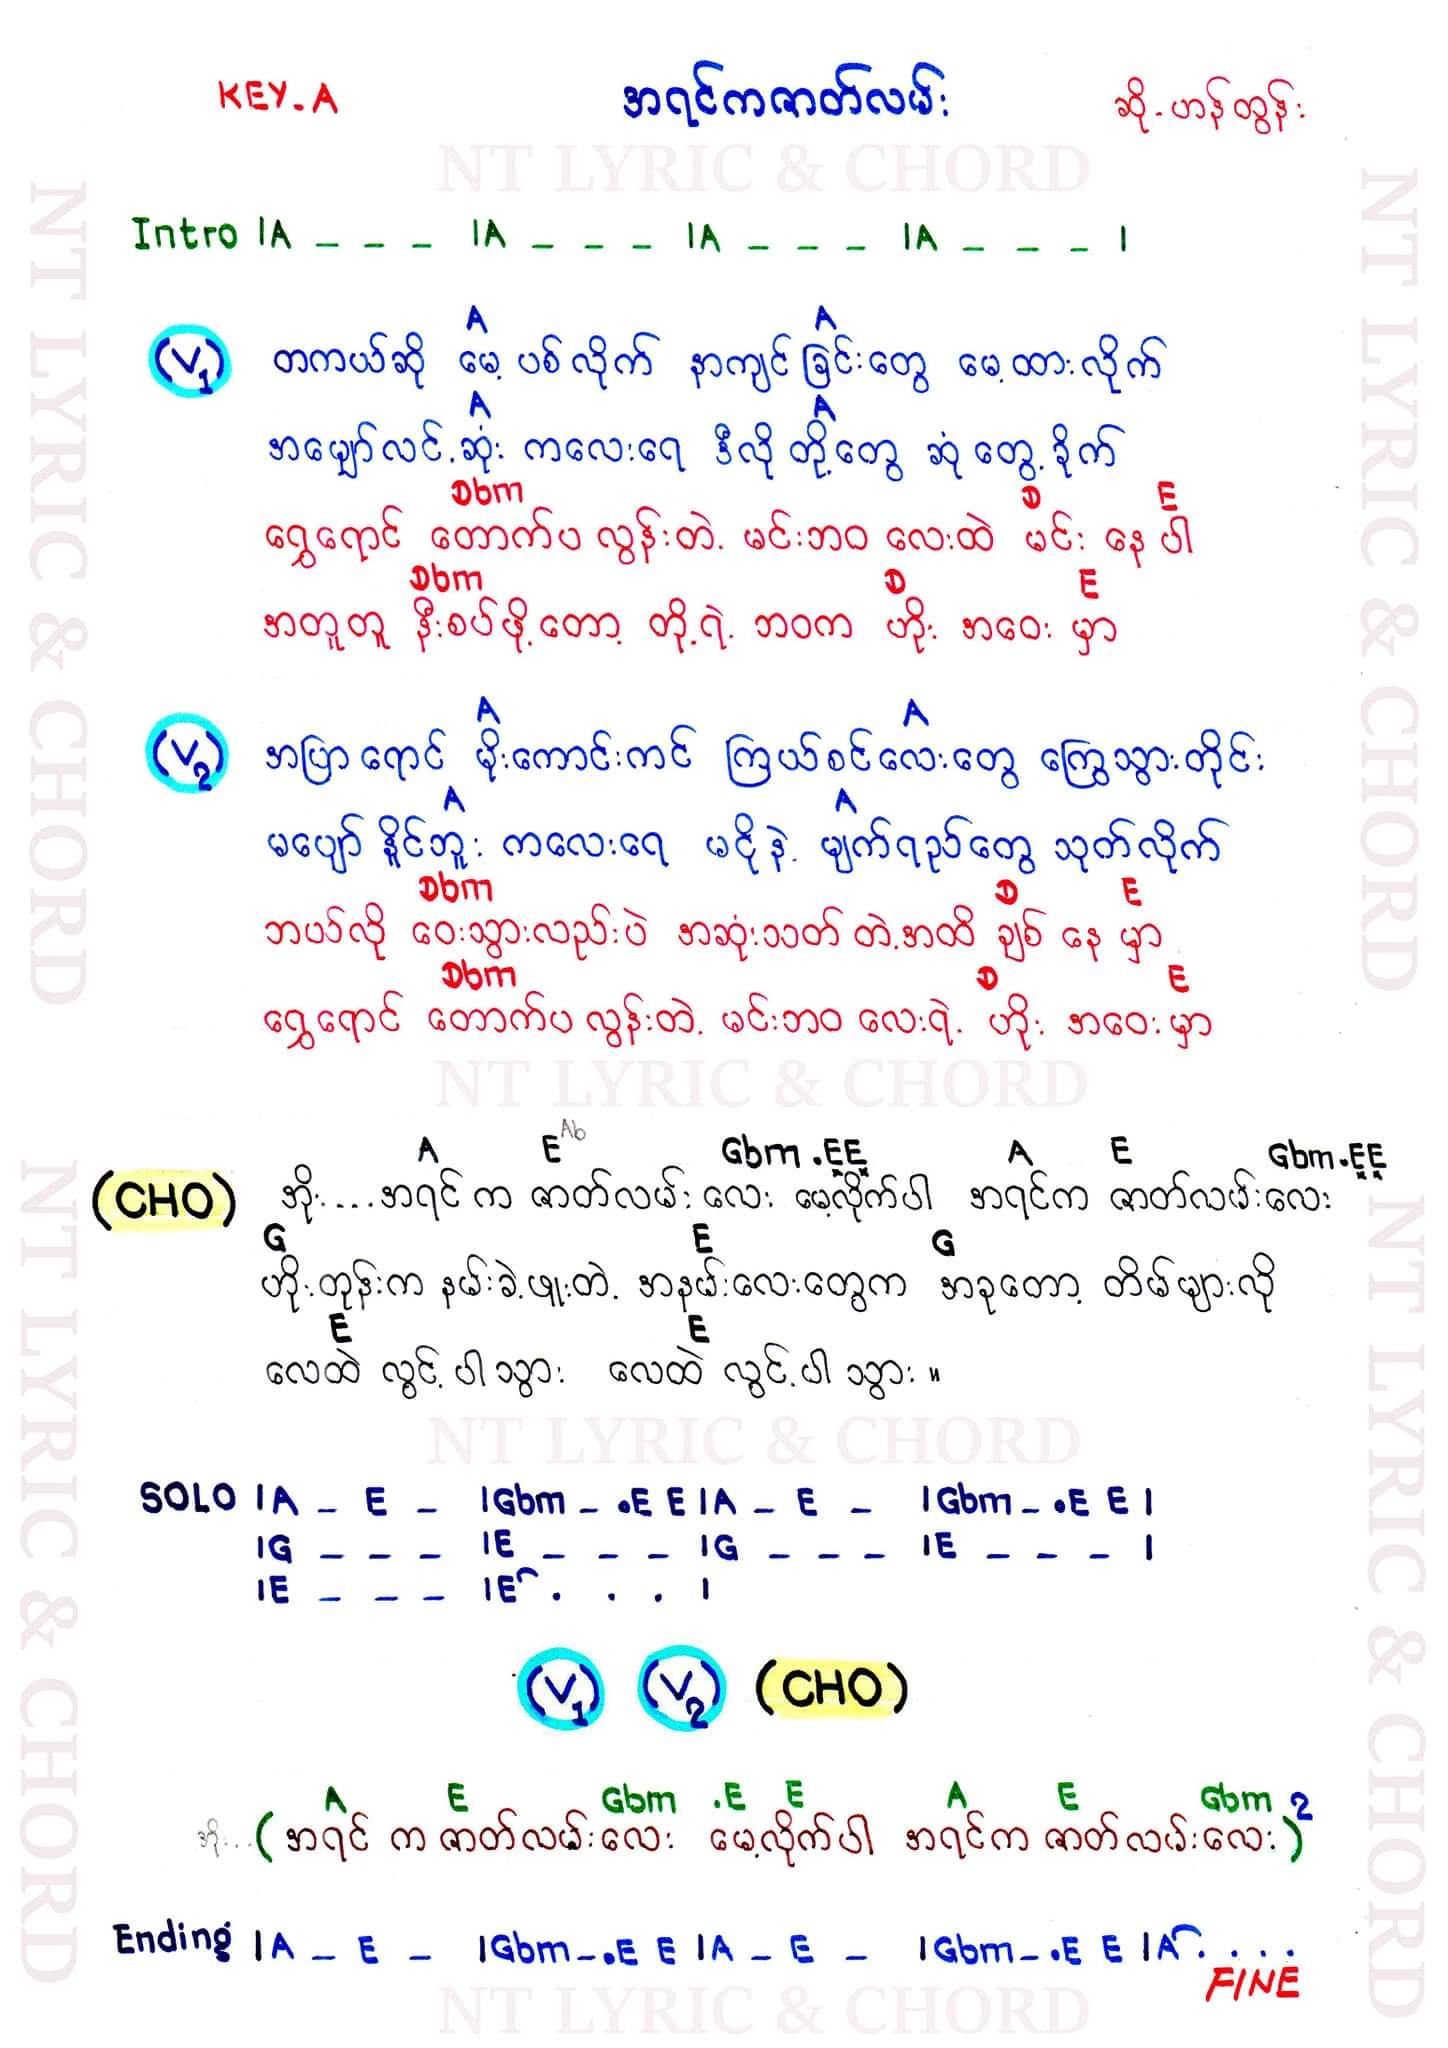 KEY.A အရင်ကဇာတ်လမ်း ဆို-ဟန်ထွန်း
NT LYRIC & CHORD
Intro |A _ _ _ |A _ _ _ |A _ _ _ |A _ _ _ |
A A
(V1) တကယ်ဆို မေ့ပစ်လိုက် နာကျင်ခြင်းတွေ မေ့ထားလိုက်
A A
အမျှော်လင့်ဆုံး ကလေးရေ ဒီလိုတို့တွေ ဆုံတွေ့ခိုက်
Dbm D E
ရွှေရောင် တောက်ပလွန်းတဲ့ မင်းဘဝလေးထဲ မင်း နေ ပါ
Dbm D E
အတူတူ နီးစပ်ဖို့တော့ တို့ရဲ့ ဘဝက ဟိုး အဝေး မှာ
A A
(V2) အပြာရောင် မိုးကောင်းကင် ကြယ်စင်လေးတွေ ကြွေသွားတိုင်း
A A
မပျော်နိုင်ဘူး ကလေးရေ မငိုနဲ့ မျက်ရည်တွေ သုတ်လိုက်
Dbm D E
ဘယ်လို ဝေးသွားလည်းပဲ အဆုံးသတ်တဲ့အထိ ချစ် နေ မှာ
Dbm D E
ရွှေရောင် တောက်ပလွန်းတဲ့ မင်းဘဝလေးရဲ့ ဟိုး အဝေးမှာ
NT LYRIC & CHORD
A E Ab Gbm .EE A E Gbm.EE
(CHO) အိုး....အရင် က ဇာတ်လမ်းလေး မေ့လိုက်ပါ အရင်က ဇာတ်လမ်းလေး
G E G
ဟိုးတုန်းက နမ်းခဲ့ဖူးတဲ့ အနမ်းလေးတွေက အခုတော့ တိမ်များလို
E E
လေထဲ လွင့်ပါသွား လေထဲ လွင့်ပါသွား ။
NT LYRIC & CHORD
SOLO |A _ E _ |Gbm _ .E E |A _ E _ |Gbm _ .E E |
|G _ _ _ |E _ _ _ |G _ _ _ |E _ _ _ |
|E _ _ _ |E . . . |
(V1) (V2) (CHO)
A E Gbm .E E A E Gbm 2
အိုး...(အရင် က ဇာတ်လမ်းလေး မေ့လိုက်ပါ အရင်က ဇာတ်လမ်းလေး)
Ending |A _ E _ |Gbm _ .E E |A _ E _ |Gbm _ .E E |A . . . .
FINE
NT LYRIC & CHORD
NT LYRIC & CHORD
NT LYRIC & CHORD
NT LYRIC & CHORD
NT LYRIC & CHORD